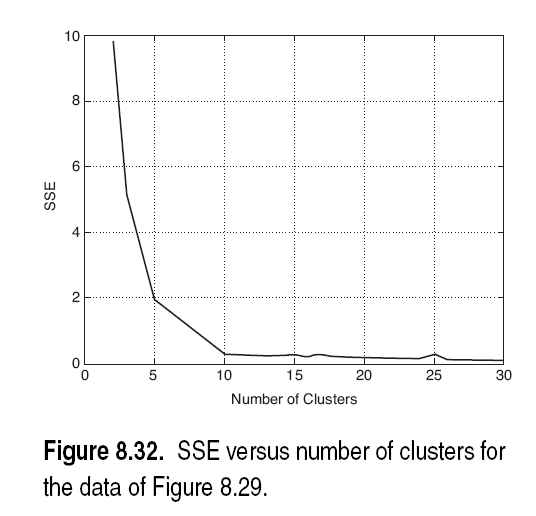 10
8
6
4
2
0
SSE
0 5 10 15 20 25 30
Number of Clusters
Figure 8.32. SSE versus number of clusters for
the data of Figure 8.29.